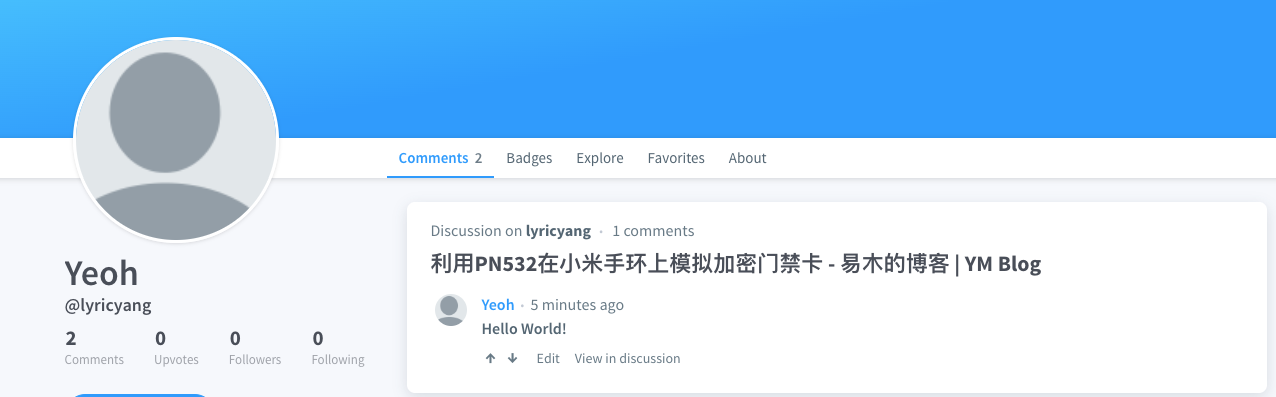 Comments 2 Badges Explore Favorites About
Yeoh
@lyricyang
2 0 0 0
Comments Upvotes Followers Following
Discussion on lyricyang • 1 comments
利用PN532在小米手环上模拟加密门禁卡 - 易木的博客 | YM Blog
Yeoh • 5 minutes ago
Hello World!
Edit View in discussion